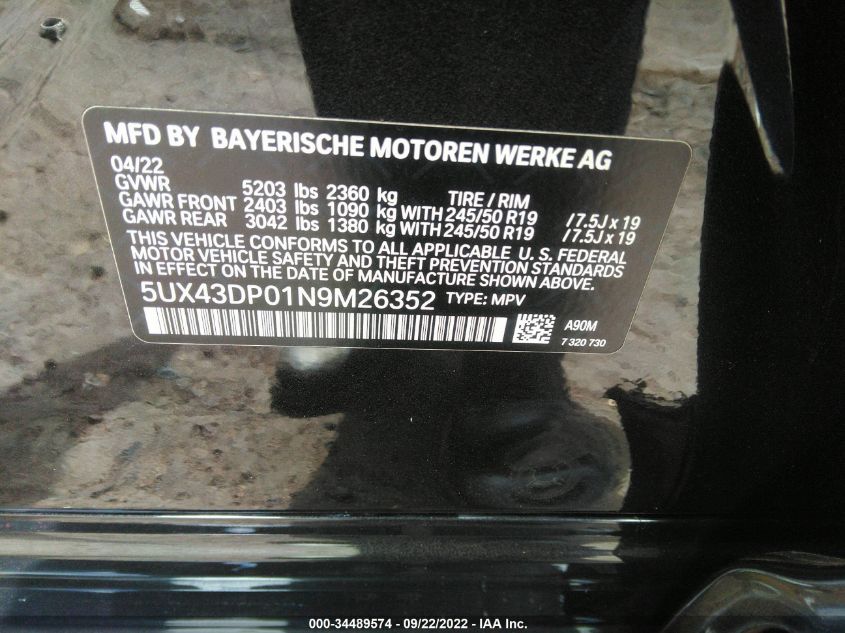 MFD BY BAYERISCHE MOTOREN WERKE AG
04/22
GVWR 5203 lbs 2360 kg TIRE / RIM
GAWR FRONT 2403 lbs 1090 kg WITH 245/50 R19 / 7.5J x 19
GAWR REAR 3042 lbs 1380 kg WITH 245/50 R19 / 7.5J x 19
THIS VEHICLE CONFORMS TO ALL APPLICABLE U. S. FEDERAL
MOTOR VEHICLE SAFETY AND THEFT PREVENTION STANDARDS
IN EFFECT ON THE DATE OF MANUFACTURE SHOWN ABOVE.
5UX43DP01N9M26352 TYPE: MPV
A90M
7 320 730
000-34489574 - 09/22/2022 - IAA Inc.